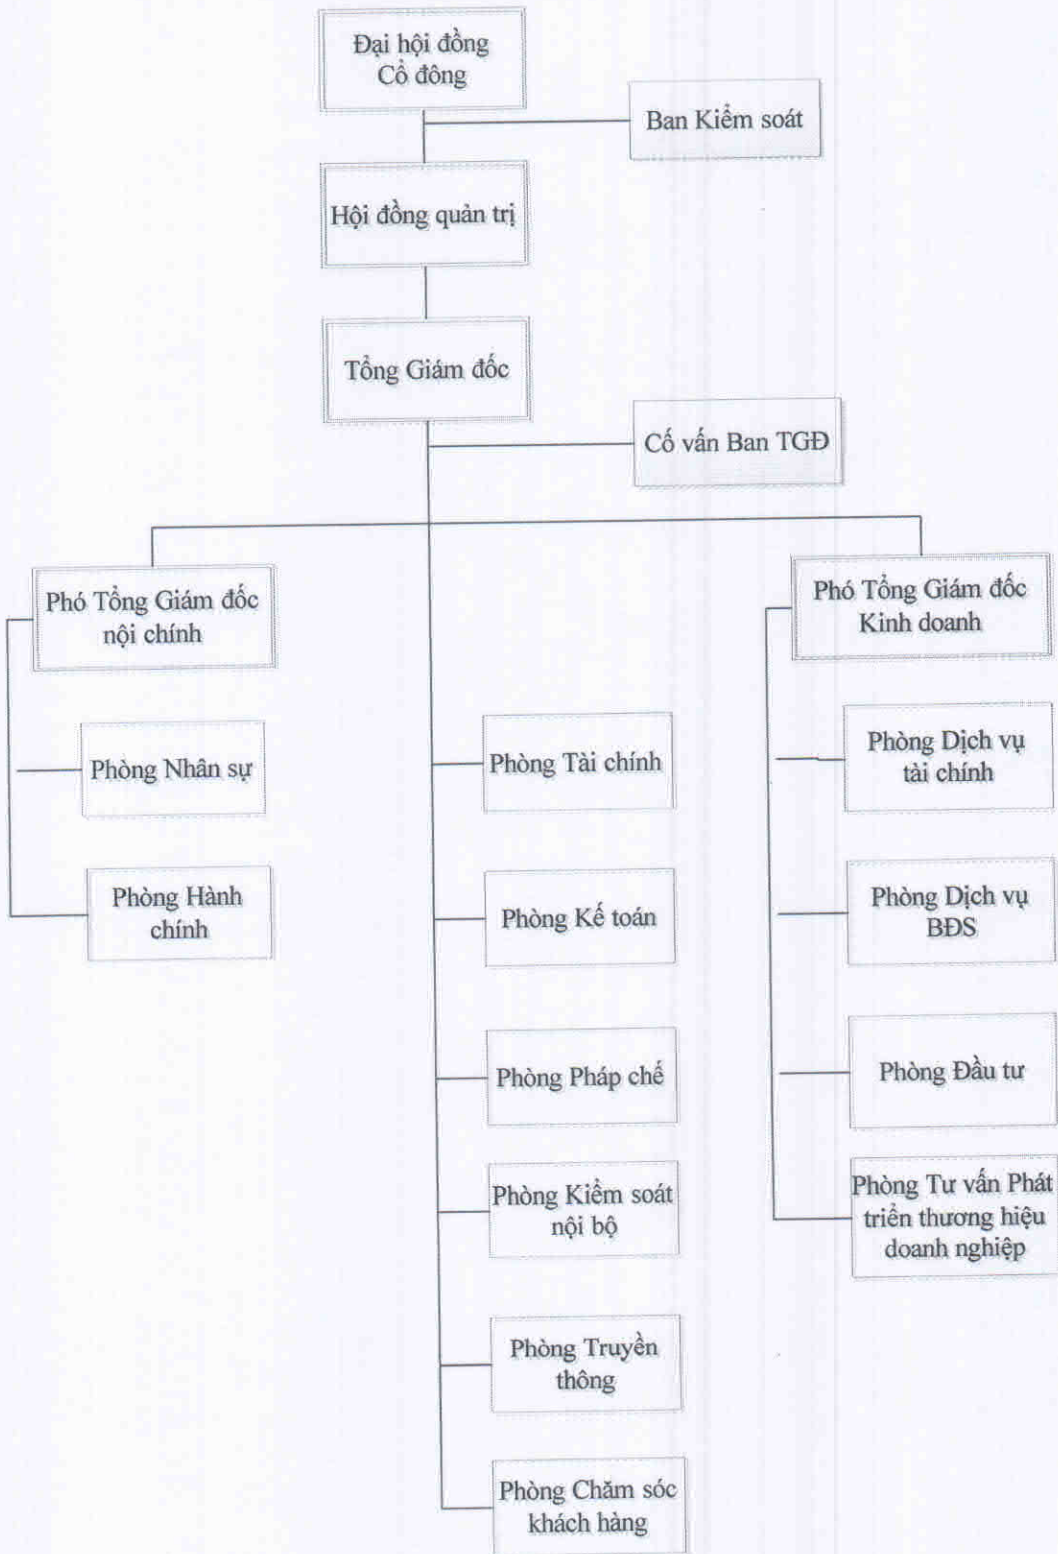 Đại hội đồng
Cổ đông
Ban Kiểm soát
Hội đồng quản trị
Tổng Giám đốc
Cố vấn Ban TGĐ
Phó Tổng Giám đốc
nội chính
Phó Tổng Giám đốc
Kinh doanh
Phòng Nhân sự
Phòng Hành
chính
Phòng Tài chính
Phòng Kế toán
Phòng Pháp chế
Phòng Kiểm soát
nội bộ
Phòng Truyền
thông
Phòng Chăm sóc
khách hàng
Phòng Dịch vụ
tài chính
Phòng Dịch vụ
BĐS
Phòng Đầu tư
Phòng Tư vấn Phát
triển thương hiệu
doanh nghiệp